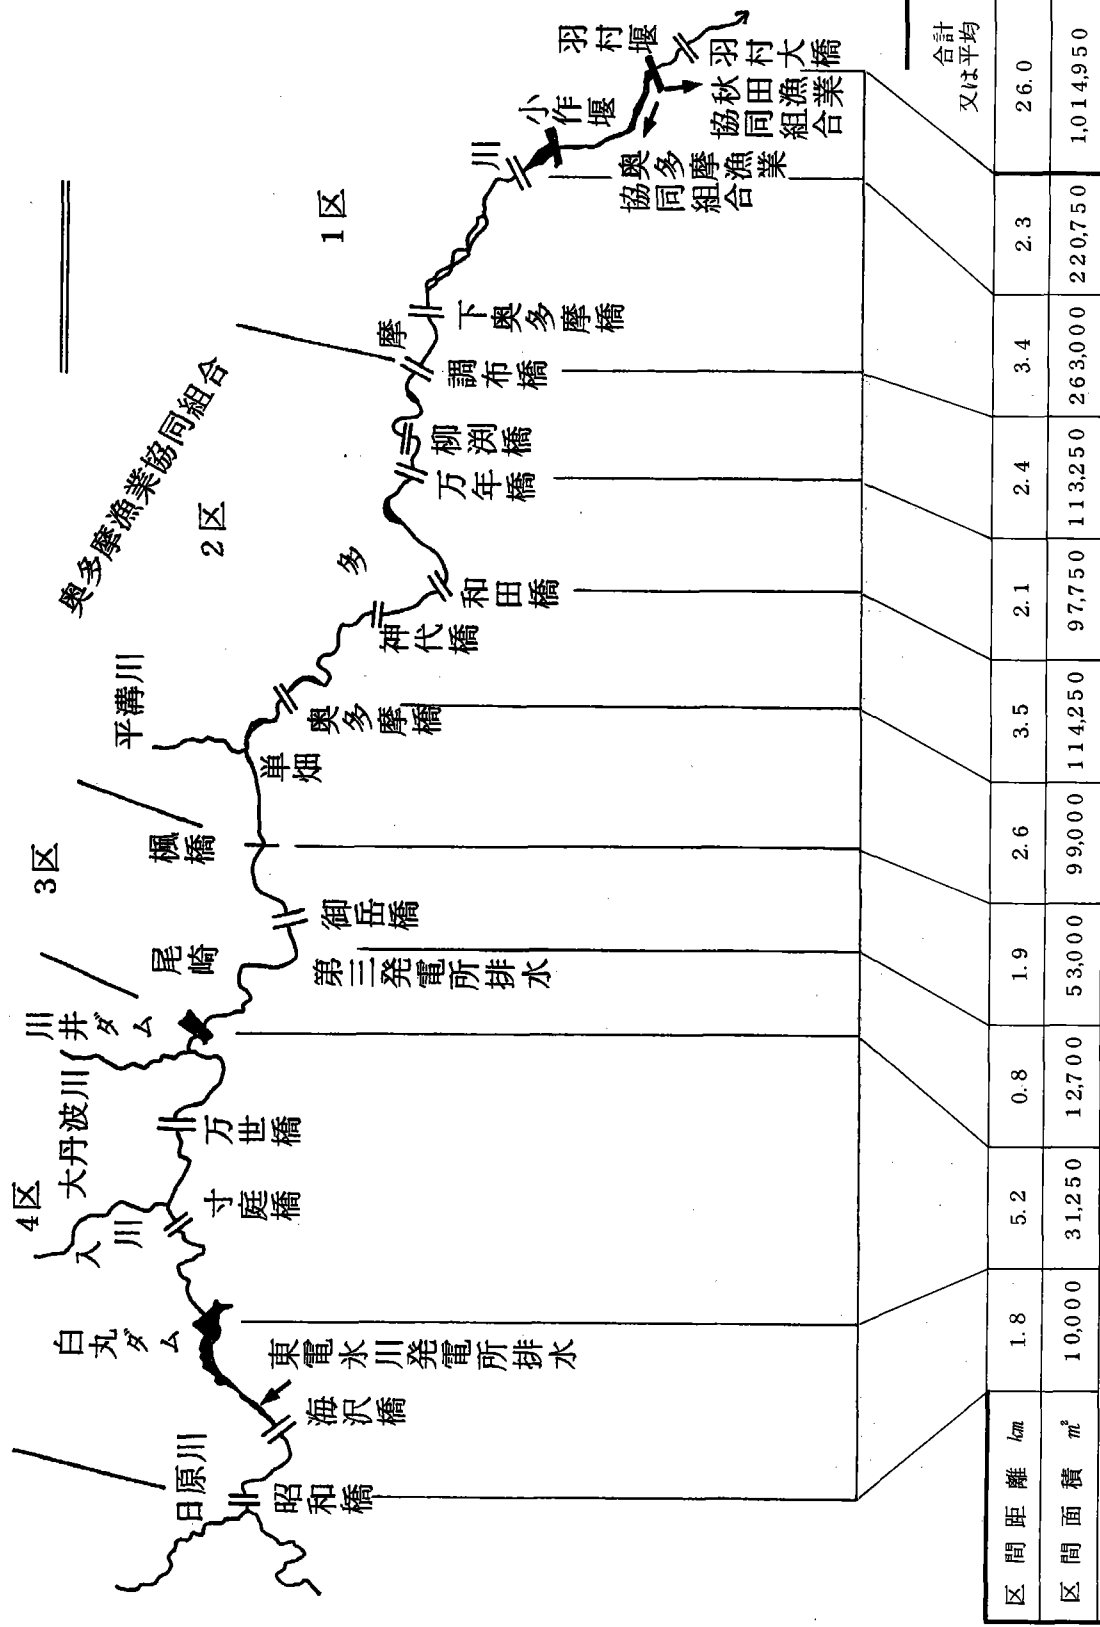 奥多摩漁業協同組合
4区
3区
2区
1区
多
摩
川
日原川
入川
大丹波川
平溝川
昭和橋
海沢橋
東電氷川発電所排水
白丸ダム
寸庭橋
万世橋
川井ダム
尾崎
第三発電所排水
御岳橋
楓橋
単畑
奥多摩橋
神代橋
和田橋
万年橋
柳渕橋
調布橋
下奥多摩橋
小作堰
羽村堰
羽村大橋
奥多摩漁業
協同組合
秋田漁業
協同組合
合計
又は平均
区間距離 km 1.8 5.2 0.8 1.9 2.6 3.5 2.1 2.4 3.4 2.3 26.0
区間面積 m² 10,000 31,250 12,700 53,000 99,000 114,250 97,750 113,250 263,000 220,750 1,014,950